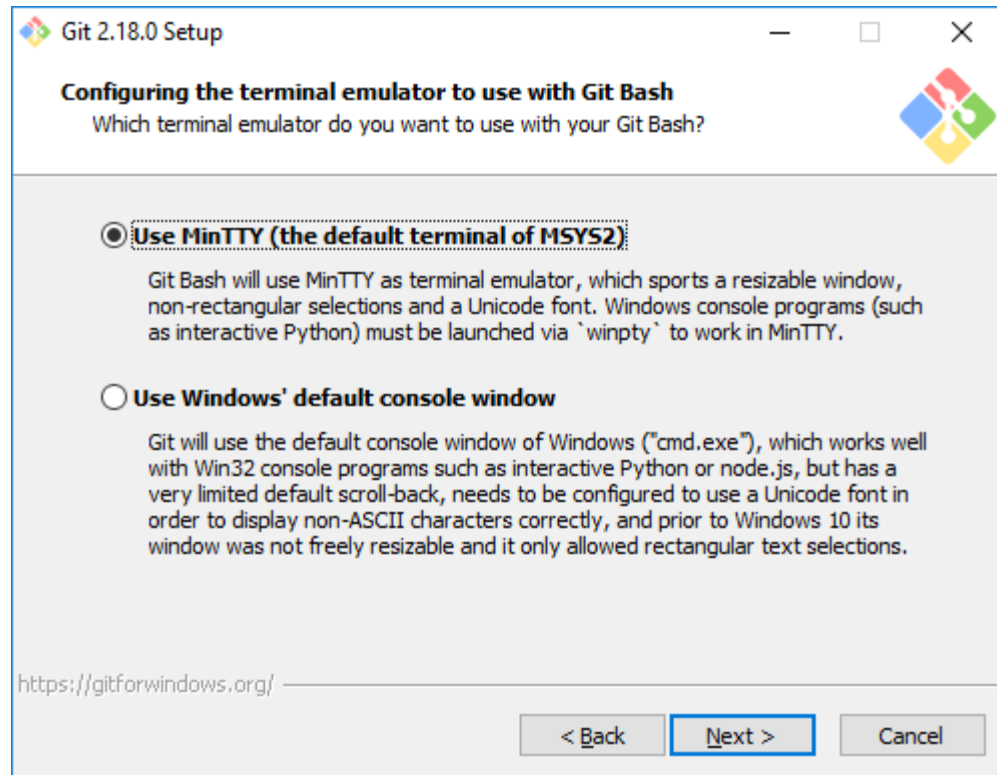 Git 2.18.0 Setup
Configuring the terminal emulator to use with Git Bash
Which terminal emulator do you want to use with your Git Bash?
Use MinTTY (the default terminal of MSYS2)
Git Bash will use MinTTY as terminal emulator, which sports a resizable window,
non-rectangular selections and a Unicode font. Windows console programs (such
as interactive Python) must be launched via `winpty` to work in MinTTY.
Use Windows' default console window
Git will use the default console window of Windows ("cmd.exe"), which works well
with Win32 console programs such as interactive Python or node.js, but has a
very limited default scroll-back, needs to be configured to use a Unicode font in
order to display non-ASCII characters correctly, and prior to Windows 10 its
window was not freely resizable and it only allowed rectangular text selections.
https://gitforwindows.org/
< Back Next > Cancel